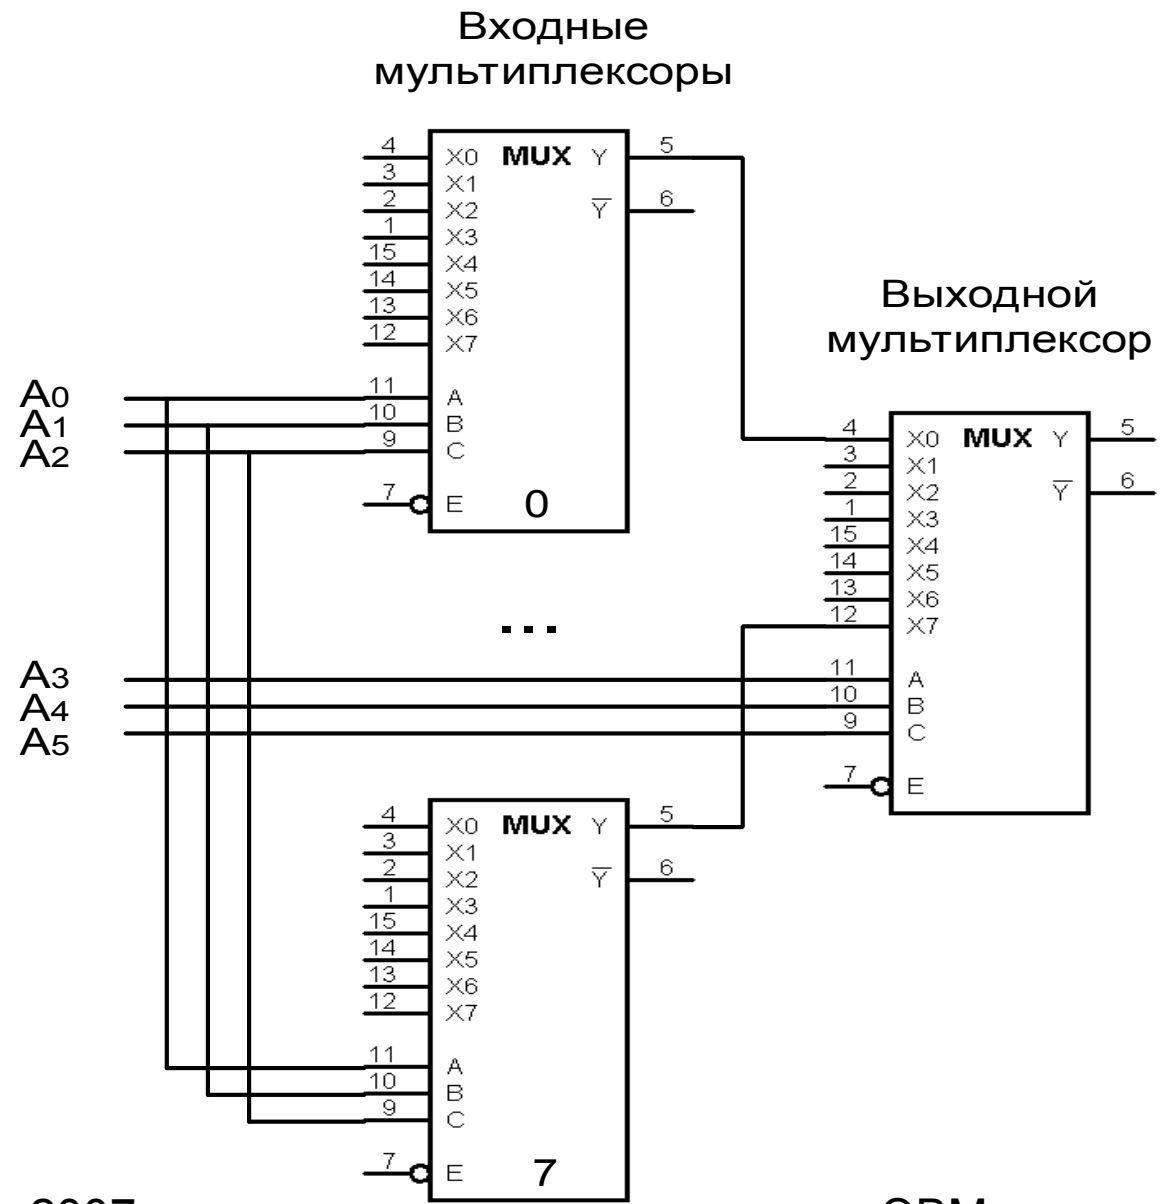 Входные
мультиплексоры
4 X0 MUX Y 5
3 X1
2 X2 Y 6
1 X3
15 X4
14 X5
13 X6
12 X7
A0 11 A
A1 10 B
A2 9 C
7 E 0
Выходной
мультиплексор
4 X0 MUX Y 5
3 X1
2 X2 Y 6
1 X3
15 X4
14 X5
13 X6
12 X7
...
A3 11 A
A4 10 B
A5 9 C
7 E
4 X0 MUX Y 5
3 X1
2 X2 Y 6
1 X3
15 X4
14 X5
13 X6
12 X7
11 A
10 B
9 C
7 E 7